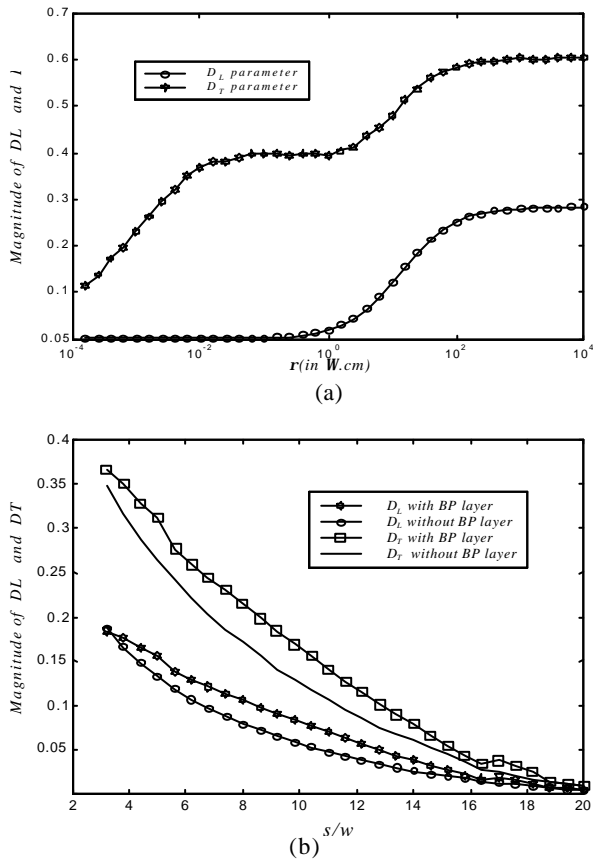 0.6
D_L parameter
D_T parameter
0.5
0.4
0.3
0.1
0.05
10^-4
10^-2
10^0
10^2
10^4
Magnitude of DL and
r(in W.cm)
(a)
0.4
D_L with BP layer
D_L without BP layer
D_T with BP layer
D_T without BP layer
0.35
0.3
0.25
0.2
0.15
0.1
0.05
2
4
6
8
10
12
14
16
18
20
Magnitude of DL and DT
s/w
(b)